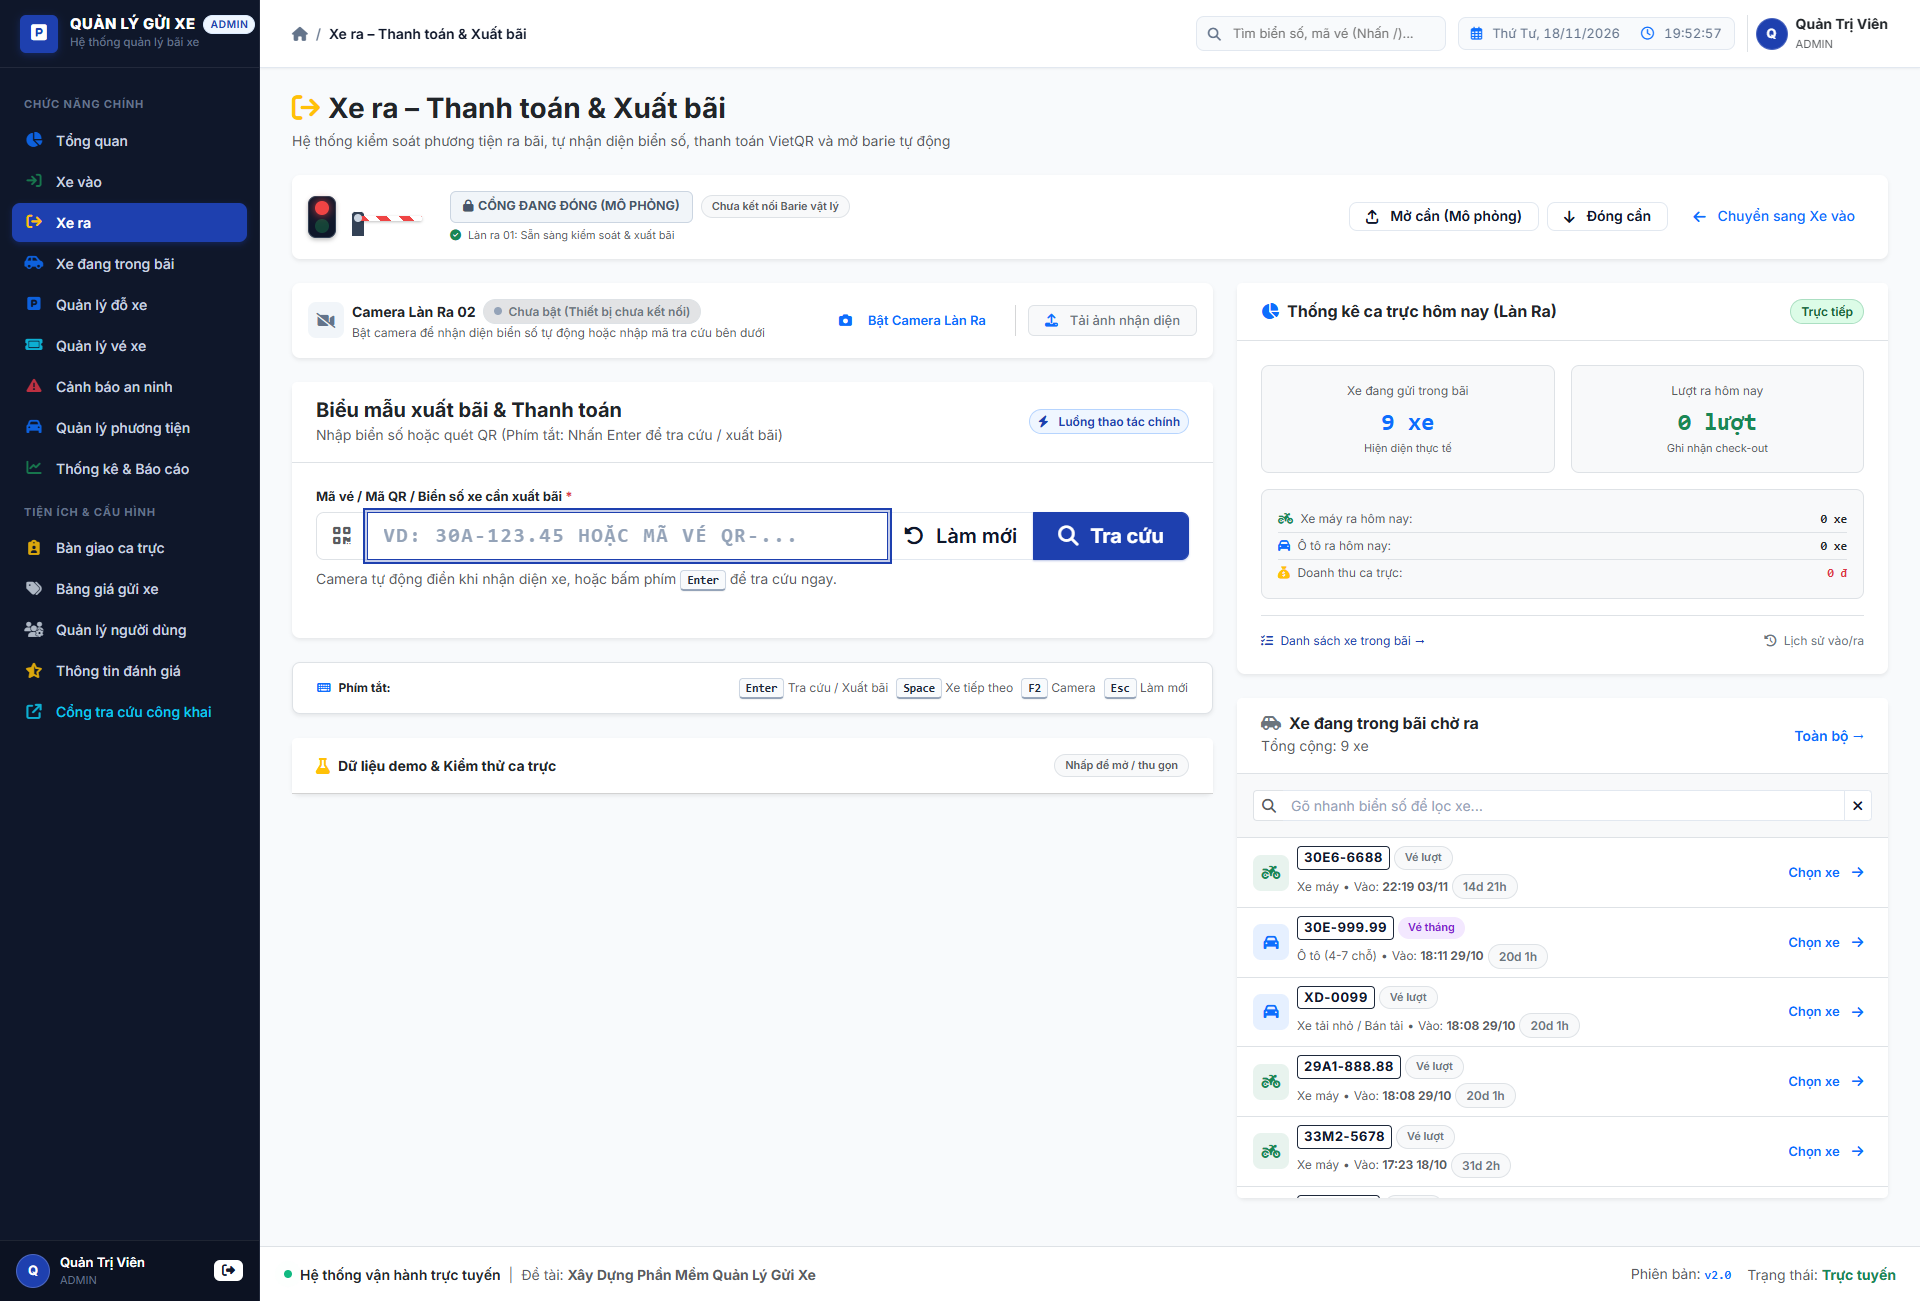 QUẢN LÝ GỬI XE ADMIN
Hệ thống quản lý bãi xe
CHỨC NĂNG CHÍNH
Tổng quan
Xe vào
Xe ra
Xe đang trong bãi
Quản lý đỗ xe
Quản lý vé xe
Cảnh báo an ninh
Quản lý phương tiện
Thống kê & Báo cáo
TIỆN ÍCH & CẤU HÌNH
Bàn giao ca trực
Bảng giá gửi xe
Quản lý người dùng
Thông tin đánh giá
Cổng tra cứu công khai
Q
Quản Trị Viên
ADMIN
/ Xe ra – Thanh toán & Xuất bãi
Tìm biển số, mã vé (Nhấn /)...
Thứ Tư, 18/11/2026 19:52:57
Q
Quản Trị Viên
ADMIN
Xe ra – Thanh toán & Xuất bãi
Hệ thống kiểm soát phương tiện ra bãi, tự nhận diện biển số, thanh toán VietQR và mở barie tự động
CỔNG ĐANG ĐÓNG (MÔ PHỎNG) Chưa kết nối Barie vật lý
Làn ra 01: Sẵn sàng kiểm soát & xuất bãi
Mở cần (Mô phỏng) Đóng cần Chuyển sang Xe vào
Camera Làn Ra 02 Chưa bật (Thiết bị chưa kết nối)
Bật camera để nhận diện biển số tự động hoặc nhập mã tra cứu bên dưới
Bật Camera Làn Ra Tải ảnh nhận diện
Biểu mẫu xuất bãi & Thanh toán
Nhập biển số hoặc quét QR (Phím tắt: Nhấn Enter để tra cứu / xuất bãi)
Luồng thao tác chính
Mã vé / Mã QR / Biển số xe cần xuất bãi *
VD: 30A-123.45 HOẶC MÃ VÉ QR-... Làm mới Tra cứu
Camera tự động điền khi nhận diện xe, hoặc bấm phím Enter để tra cứu ngay.
Phím tắt: Enter Tra cứu / Xuất bãi Space Xe tiếp theo F2 Camera Esc Làm mới
Dữ liệu demo & Kiểm thử ca trực Nhấp để mở / thu gọn
Thống kê ca trực hôm nay (Làn Ra) Trực tiếp
Xe đang gửi trong bãi
9 xe
Hiện diện thực tế
Lượt ra hôm nay
0 lượt
Ghi nhận check-out
Xe máy ra hôm nay: 0 xe
Ô tô ra hôm nay: 0 xe
Doanh thu ca trực: 0 đ
Danh sách xe trong bãi → Lịch sử vào/ra
Xe đang trong bãi chờ ra
Tổng cộng: 9 xe
Toàn bộ →
Gõ nhanh biển số để lọc xe...
30E6-6688 Vé lượt
Xe máy • Vào: 22:19 03/11 14d 21h
Chọn xe
30E-999.99 Vé tháng
Ô tô (4-7 chỗ) • Vào: 18:11 29/10 20d 1h
Chọn xe
XD-0099 Vé lượt
Xe tải nhỏ / Bán tải • Vào: 18:08 29/10 20d 1h
Chọn xe
29A1-888.88 Vé lượt
Xe máy • Vào: 18:08 29/10 20d 1h
Chọn xe
33M2-5678 Vé lượt
Xe máy • Vào: 17:23 18/10 31d 2h
Chọn xe
Hệ thống vận hành trực tuyến | Đề tài: Xây Dựng Phần Mềm Quản Lý Gửi Xe
Phiên bản: v2.0 Trạng thái: Trực tuyến